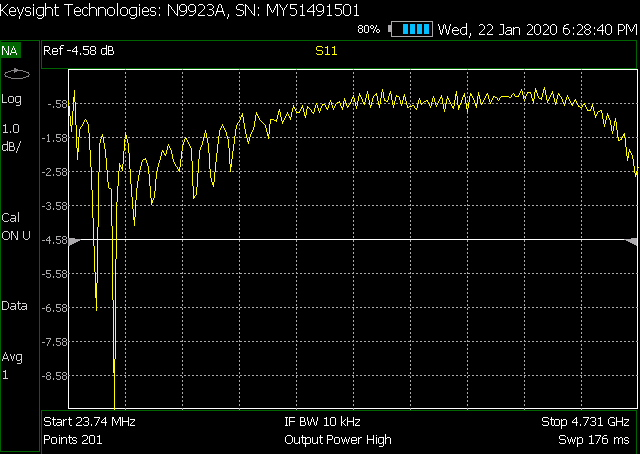 Keysight Technologies: N9923A, SN: MY51491501
80% Wed, 22 Jan 2020 6:28:40 PM
NA Ref -4.58 dB S11
Log
1.0
dB/
Cal
ON U
Data
Avg
1
-.58
-1.58
-2.58
-3.58
-4.58
-5.58
-6.58
-7.58
-8.58
Start 23.74 MHz IF BW 10 kHz Stop 4.731 GHz
Points 201 Output Power High Swp 176 ms